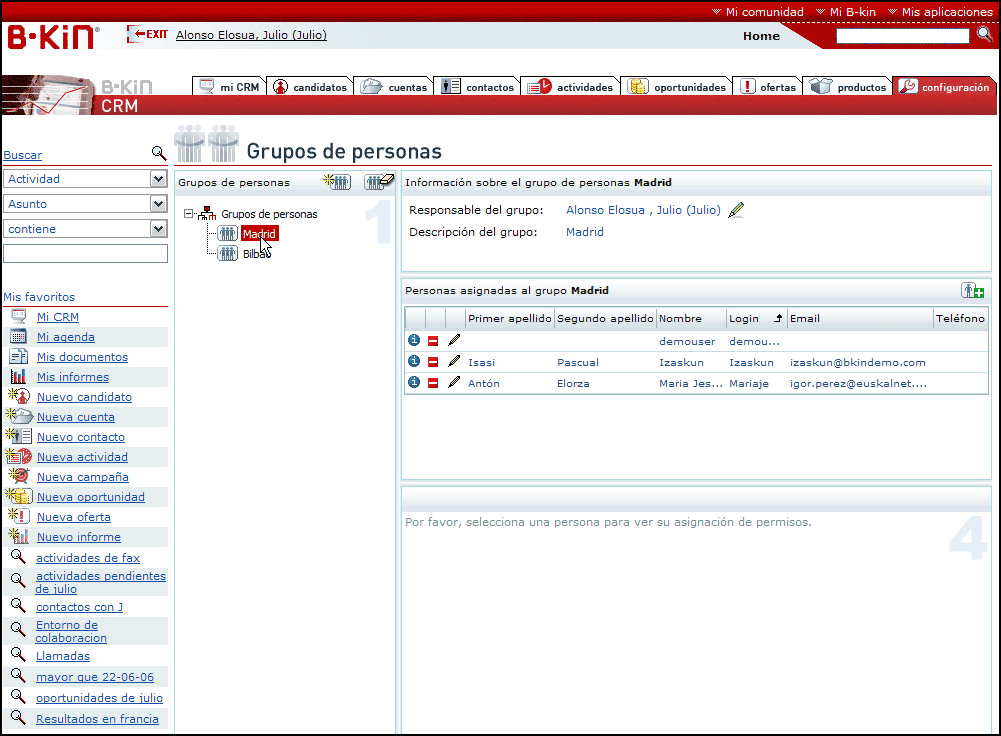 Mi comunidad Mi B-kin Mis aplicaciones
B·KiN® EXIT Alonso Elosua, Julio (Julio) Home
B-KiN CRM
mi CRM candidatos cuentas contactos actividades oportunidades ofertas productos configuración
Buscar
Actividad
Asunto
contiene
Mis favoritos
Mi CRM
Mi agenda
Mis documentos
Mis informes
Nuevo candidato
Nueva cuenta
Nuevo contacto
Nueva actividad
Nueva campaña
Nueva oportunidad
Nueva oferta
Nuevo informe
actividades de fax
actividades pendientes
de julio
contactos con J
Entorno de
colaboracion
Llamadas
mayor que 22-06-06
oportunidades de julio
Resultados en francia
Grupos de personas
Grupos de personas
1
Grupos de personas
Madrid
Bilbao
Información sobre el grupo de personas Madrid
Responsable del grupo: Alonso Elosua , Julio (Julio)
Descripción del grupo: Madrid
Personas asignadas al grupo Madrid
Primer apellido Segundo apellido Nombre Login Email Teléfono
demouser demou...
Isasi Pascual Izaskun Izaskun izaskun@bkindemo.com
Antón Elorza Maria Jes... Mariaje igor.perez@euskalnet....
Por favor, selecciona una persona para ver su asignación de permisos.
4